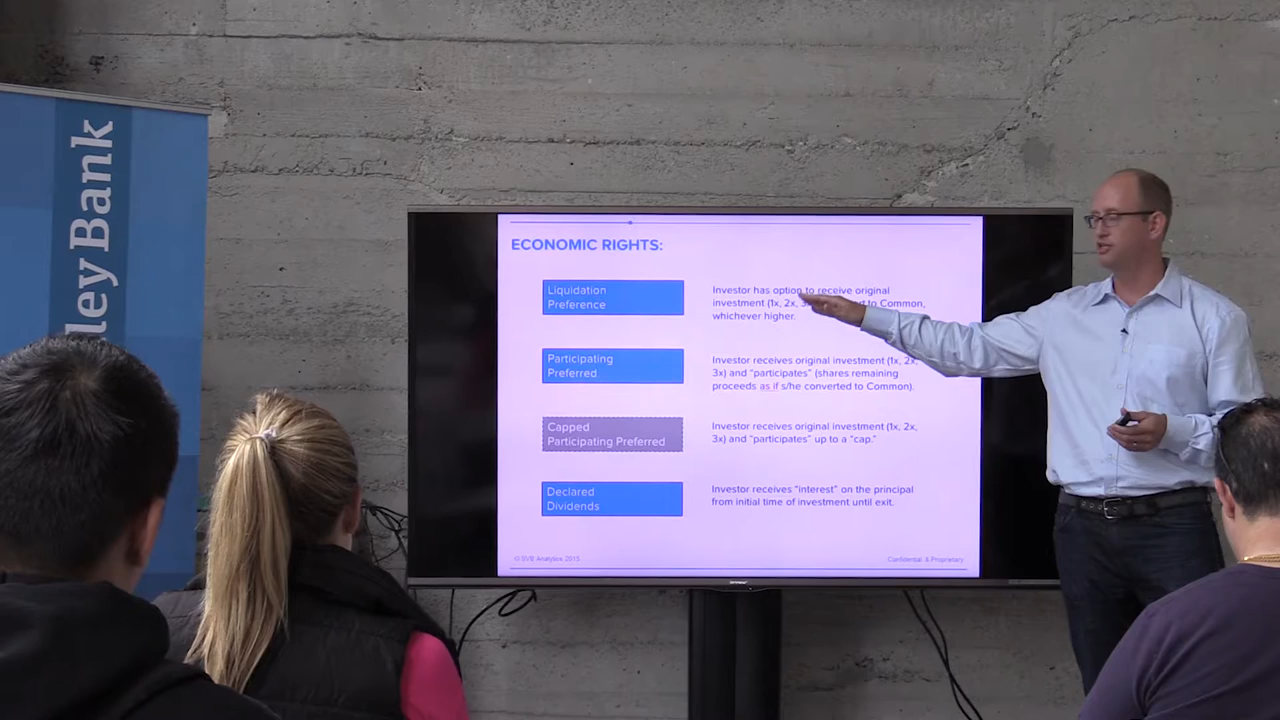 ley Bank
ECONOMIC RIGHTS:
Liquidation
Preference
Investor has option to receive original
investment (1x, 2x, 3x to Common,
whichever higher.
Participating
Preferred
Investor receives original investment (1x, 2x,
3x) and “participates” (shares remaining
proceeds as if s/he converted to Common).
Capped
Participating Preferred
Investor receives original investment (1x, 2x,
3x) and “participates” up to a “cap.”
Declared
Dividends
Investor receives “interest” on the principal
from initial time of investment until exit.
© SVB Analytics 2015
Confidential & Proprietary